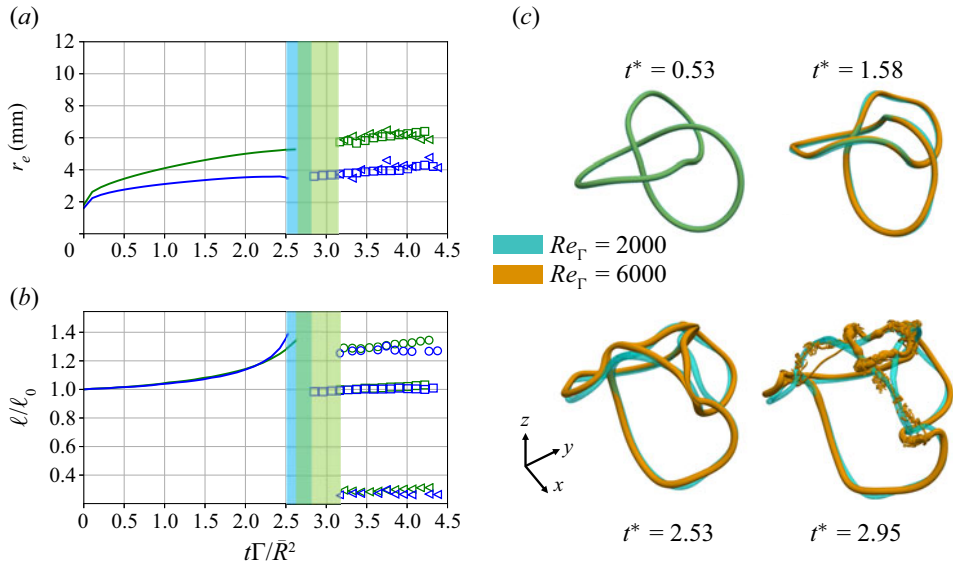 (a)
12
10
8
6
4
2
0
r_e (mm)
0 0.5 1.0 1.5 2.0 2.5 3.0 3.5 4.0 4.5
(b)
1.4
1.2
1.0
0.8
0.6
0.4
ℓ/ℓ₀
0 0.5 1.0 1.5 2.0 2.5 3.0 3.5 4.0 4.5
tΓ/R̄²
(c)
t* = 0.53
t* = 1.58
Re_Γ = 2000
Re_Γ = 6000
z
y
x
t* = 2.53
t* = 2.95